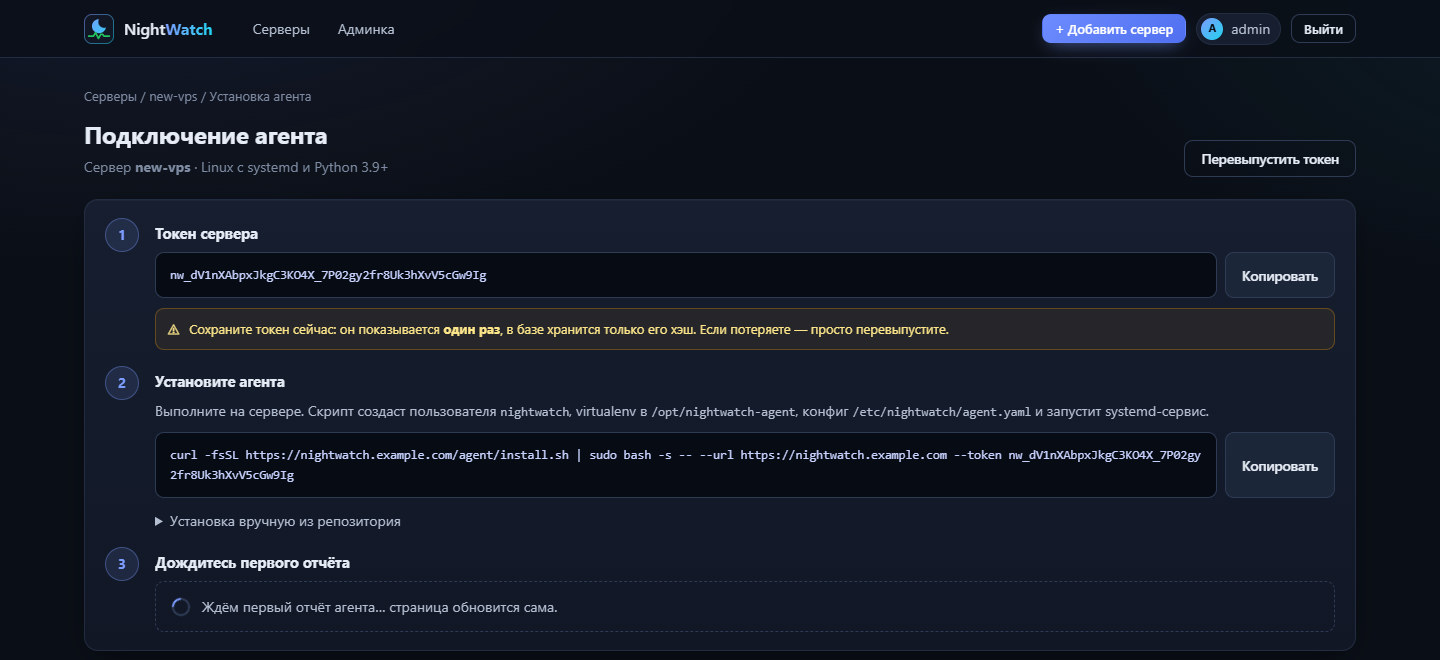 NightWatch Серверы Админка + Добавить сервер A admin Выйти
Серверы / new-vps / Установка агента
Подключение агента
Сервер new-vps · Linux с systemd и Python 3.9+
Перевыпустить токен
1 Токен сервера
nw_dV1nXAbpxJkgC3KO4X_7P02gy2fr8Uk3hXvV5cGw9Ig
Копировать
⚠ Сохраните токен сейчас: он показывается один раз, в базе хранится только его хэш. Если потеряете — просто перевыпустите.
2 Установите агента
Выполните на сервере. Скрипт создаст пользователя nightwatch, virtualenv в /opt/nightwatch-agent, конфиг /etc/nightwatch/agent.yaml и запустит systemd-сервис.
curl -fsSL https://nightwatch.example.com/agent/install.sh | sudo bash -s -- --url https://nightwatch.example.com --token nw_dV1nXAbpxJkgC3KO4X_7P02gy
2fr8Uk3hXvV5cGw9Ig
Копировать
▶ Установка вручную из репозитория
3 Дождитесь первого отчёта
Ждём первый отчёт агента… страница обновится сама.